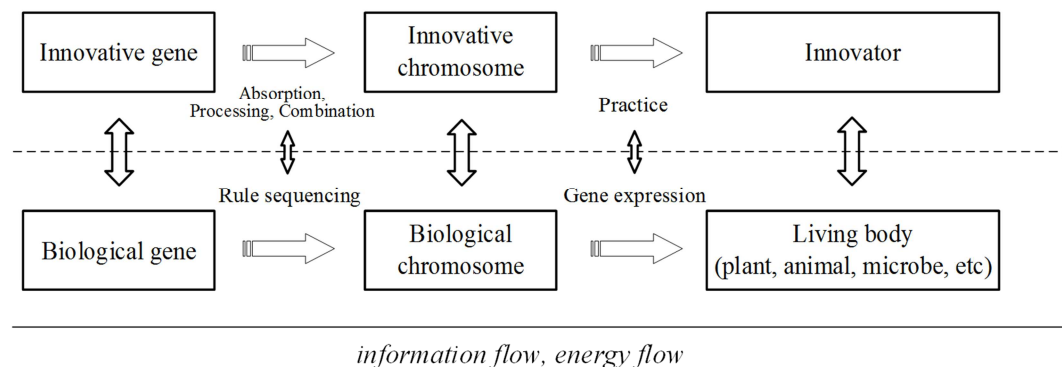 Innovative gene
Innovative
chromosome
Innovator
Absorption,
Processing, Combination
Practice
Rule sequencing
Gene expression
Biological gene
Biological
chromosome
Living body
(plant, animal, microbe, etc)
information flow, energy flow